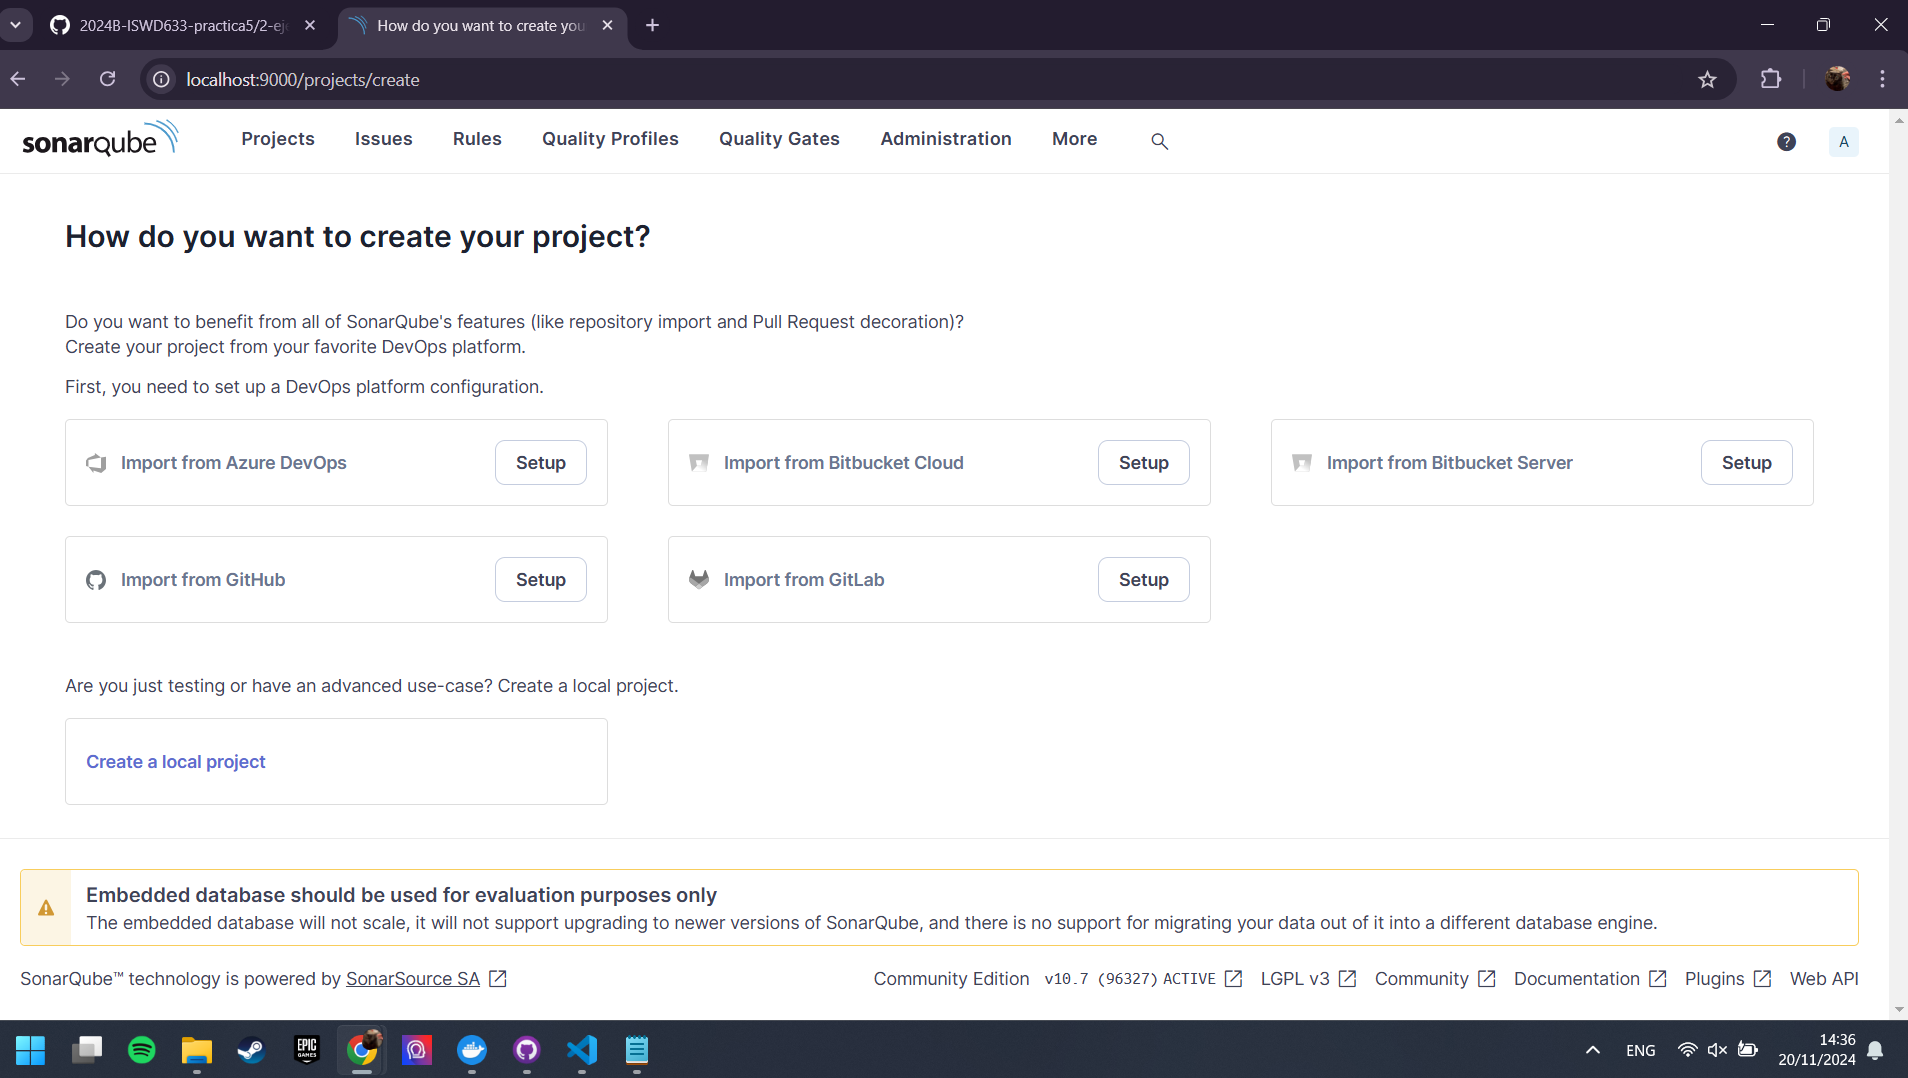 2024B-ISWD633-practica5/2-eje
How do you want to create you
localhost:9000/projects/create
sonarqube
Projects
Issues
Rules
Quality Profiles
Quality Gates
Administration
More
?
A
How do you want to create your project?
Do you want to benefit from all of SonarQube's features (like repository import and Pull Request decoration)?
Create your project from your favorite DevOps platform.
First, you need to set up a DevOps platform configuration.
Import from Azure DevOps
Setup
Import from Bitbucket Cloud
Setup
Import from Bitbucket Server
Setup
Import from GitHub
Setup
Import from GitLab
Setup
Are you just testing or have an advanced use-case? Create a local project.
Create a local project
Embedded database should be used for evaluation purposes only
The embedded database will not scale, it will not support upgrading to newer versions of SonarQube, and there is no support for migrating your data out of it into a different database engine.
SonarQube™ technology is powered by SonarSource SA
Community Edition
v10.7 (96327) ACTIVE
LGPL v3
Community
Documentation
Plugins
Web API
EPIC
GAMES
ENG
14:36
20/11/2024